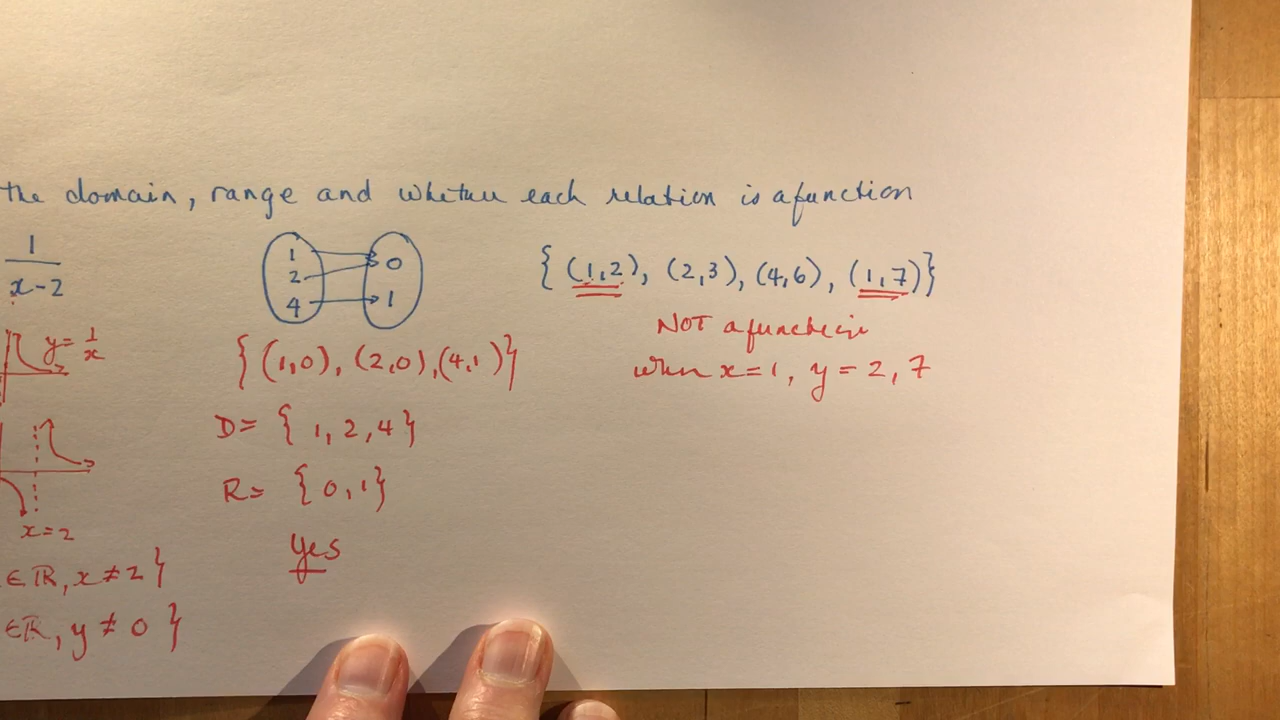 the domain, range and whether each relation is a function
1
x-2
y = 1/x
x = 2
∈ ℝ, x ≠ 2 }
∈ ℝ, y ≠ 0 }
1
2
4
0
1
{ (1,0), (2,0), (4,1) }
D = { 1, 2, 4 }
R = { 0, 1 }
yes
{ (1,2), (2,3), (4,6), (1,7) }
NOT a function
when x = 1, y = 2, 7